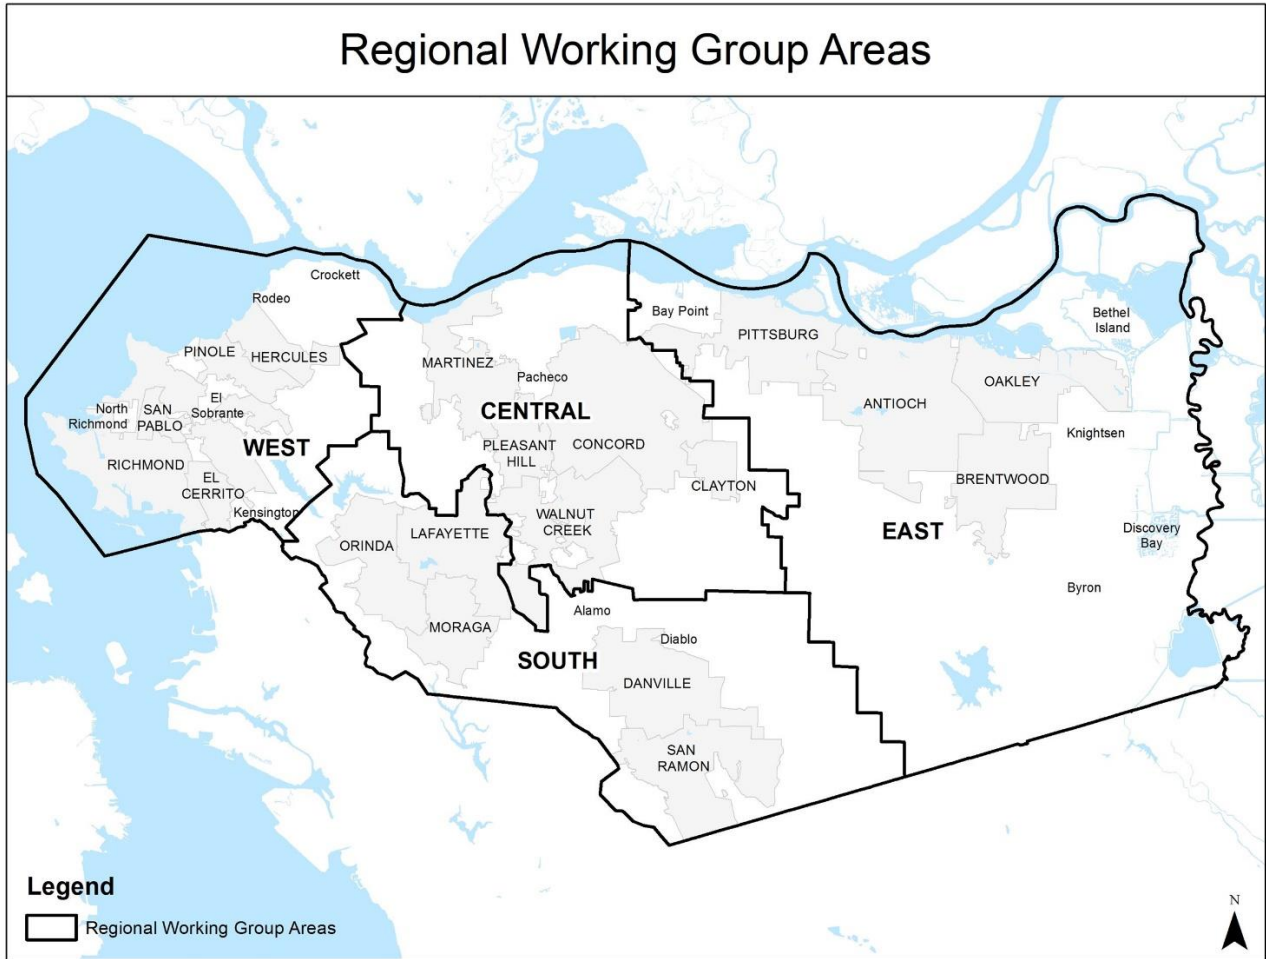 Regional Working Group Areas
Crockett
Rodeo
Bay Point
Bethel
Island
PITTSBURG
PINOLE
HERCULES
MARTINEZ
Pacheco
OAKLEY
El
Sobrante
North
Richmond
SAN
PABLO
CENTRAL
ANTIOCH
Knightsen
WEST
PLEASANT
HILL
CONCORD
RICHMOND
EL
CERRITO
CLAYTON
BRENTWOOD
Kensington
WALNUT
CREEK
LAFAYETTE
ORINDA
EAST
Discovery
Bay
Byron
Alamo
MORAGA
Diablo
SOUTH
DANVILLE
SAN
RAMON
Legend
Regional Working Group Areas
N